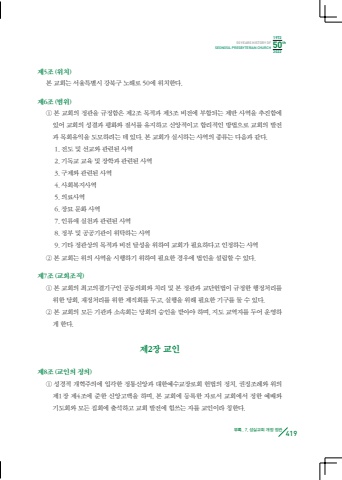 1972
50 YEARS HISTORY OF
SEONGSIL PRESBYTERIAN CHURCH
50th
2022
제5조 (위치)
본 교회는 서울특별시 강북구 노해로 50에 위치한다.
제6조 (범위)
① 본 교회의 정관을 규정함은 제2조 목적과 제3조 비전에 부합되는 제반 사역을 추진함에
있어 교회의 성결과 평화와 질서를 유지하고 신앙적이고 합리적인 방법으로 교회의 발전
과 목회유익을 도모하려는 데 있다. 본 교회가 실시하는 사역의 종류는 다음과 같다.
1. 전도 및 선교와 관련된 사역
2. 기독교 교육 및 장학과 관련된 사역
3. 구제와 관련된 사역
4. 사회복지사역
5. 의료사역
6. 장묘 문화 사역
7. 인류애 실천과 관련된 사역
8. 정부 및 공공기관이 위탁하는 사역
9. 기타 정관상의 목적과 비전 달성을 위하여 교회가 필요하다고 인정하는 사역
② 본 교회는 위의 사역을 시행하기 위하여 필요한 경우에 법인을 설립할 수 있다.
제7조 (교회조직)
① 본 교회의 최고의결기구인 공동의회와 치리 및 본 정관과 교단헌법이 규정한 행정처리를
위한 당회, 재정처리를 위한 제직회를 두고, 실행을 위해 필요한 기구를 둘 수 있다.
② 본 교회의 모든 기관과 소속회는 당회의 승인을 받아야 하며, 지도 교역자를 두어 운영하
게 한다.
제2장 교인
제8조 (교인의 정의)
① 성경적 개혁주의에 입각한 정통신앙과 대한예수교장로회 헌법의 정치, 권징조례와 위의
제1장 제4조에 준한 신앙고백을 하며, 본 교회에 등록한 자로서 교회에서 정한 예배와
기도회와 모든 집회에 출석하고 교회 발전에 힘쓰는 자를 교인이라 정한다.
부록_ 7. 성실교회 개정 정관
419